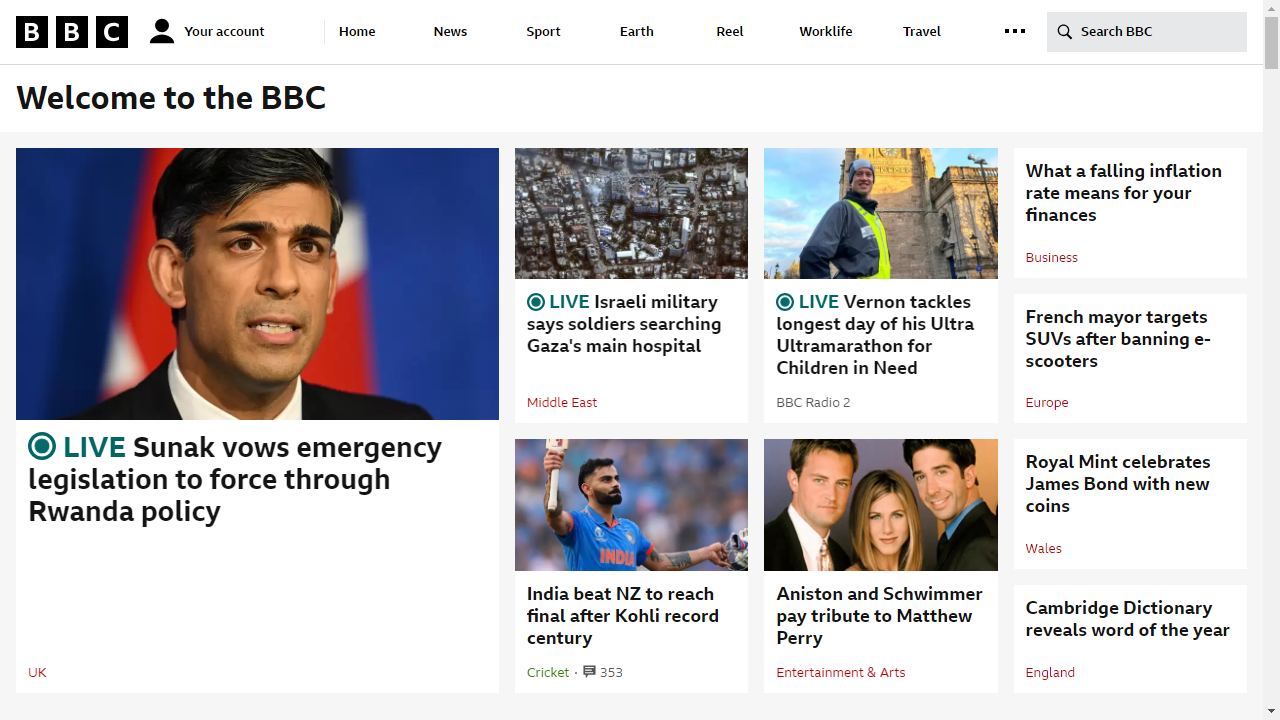 BBC
Your account
Home
News
Sport
Earth
Reel
Worklife
Travel
Search BBC
Welcome to the BBC
LIVE Sunak vows emergency
legislation to force through
Rwanda policy
UK
LIVE Israeli military
says soldiers searching
Gaza's main hospital
Middle East
LIVE Vernon tackles
longest day of his Ultra
Ultramarathon for
Children in Need
BBC Radio 2
What a falling inflation
rate means for your
finances
Business
French mayor targets
SUVs after banning e-
scooters
Europe
INDIA
India beat NZ to reach
final after Kohli record
century
Cricket · 353
Aniston and Schwimmer
pay tribute to Matthew
Perry
Entertainment & Arts
Royal Mint celebrates
James Bond with new
coins
Wales
Cambridge Dictionary
reveals word of the year
England